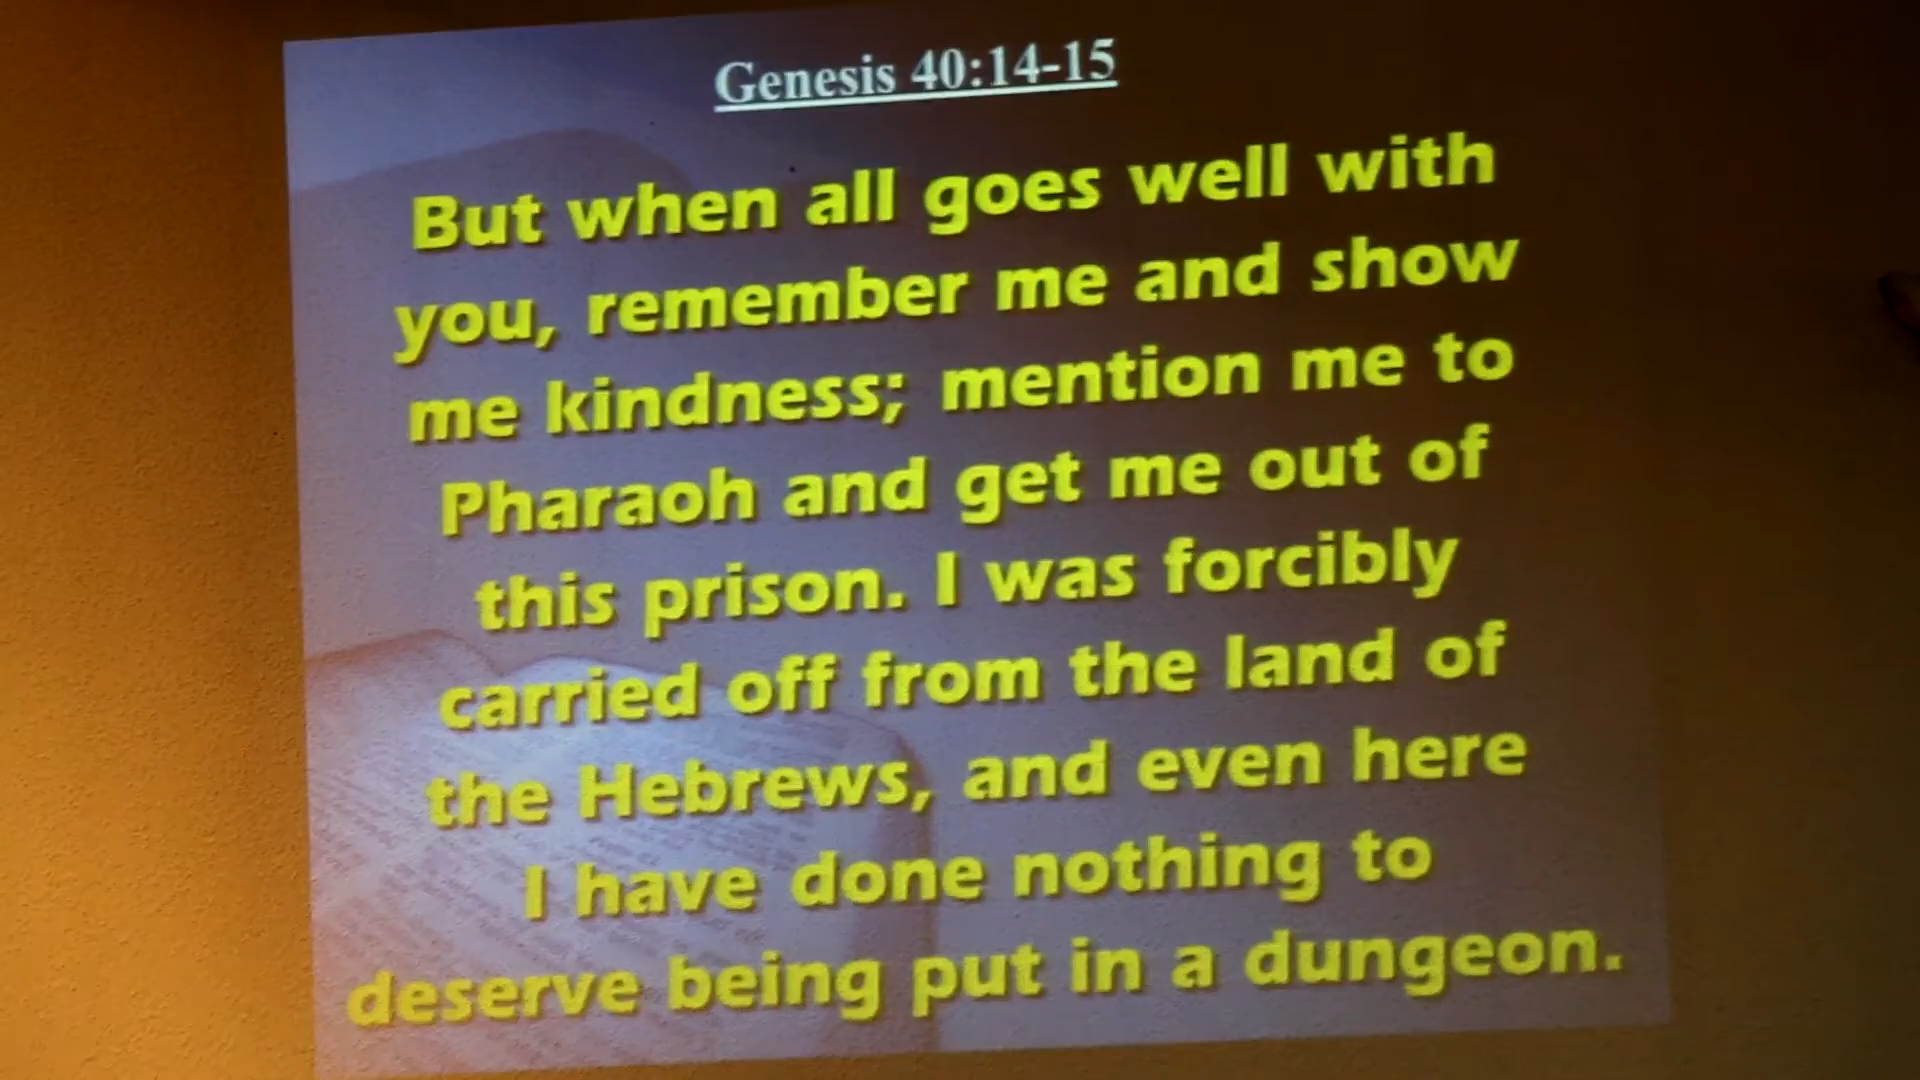 Genesis 40:14-15
But when all goes well with
you, remember me and show
me kindness; mention me to
Pharaoh and get me out of
this prison. I was forcibly
carried off from the land of
the Hebrews, and even here
I have done nothing to
deserve being put in a dungeon.